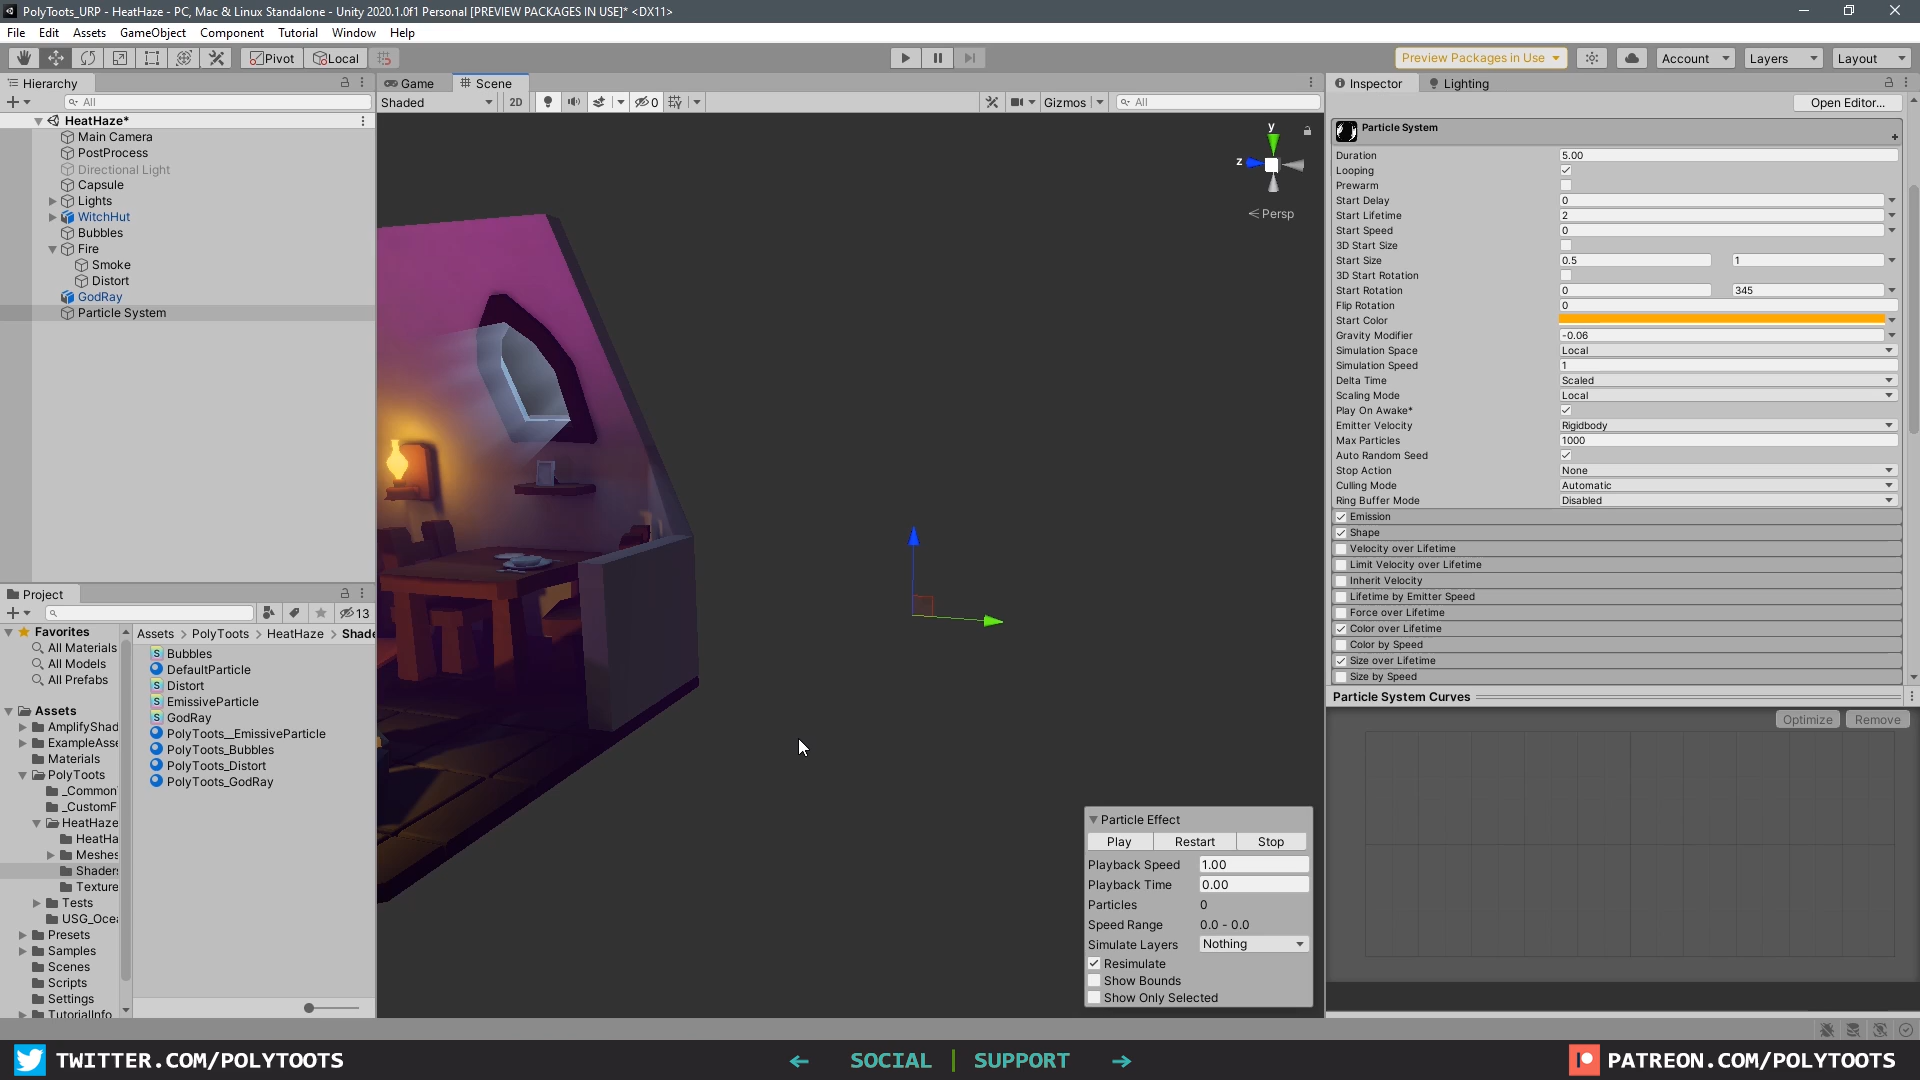 PolyToots_URP - HeatHaze - PC, Mac & Linux Standalone - Unity 2020.1.0f1 Personal [PREVIEW PACKAGES IN USE]* <DX11>
File Edit Assets GameObject Component Tutorial Window Help
Pivot Local Preview Packages in Use Account Layers Layout
Hierarchy
All
HeatHaze*
Main Camera
PostProcess
Directional Light
Capsule
Lights
WitchHut
Bubbles
Fire
Smoke
Distort
GodRay
Particle System
Game Scene
Shaded 2D 0 Gizmos All
y
z
Persp
Project
13
Favorites
All Materials
All Models
All Prefabs
Assets
AmplifyShad
ExampleAsse
Materials
PolyToots
_Common
_CustomF
HeatHaze
HeatHa
Meshes
Shaders
Texture
Tests
USG_Ocea
Presets
Samples
Scenes
Scripts
Settings
TutorialInfo
Assets > PolyToots > HeatHaze > Shade
Bubbles
DefaultParticle
Distort
EmissiveParticle
GodRay
PolyToots__EmissiveParticle
PolyToots_Bubbles
PolyToots_Distort
PolyToots_GodRay
Particle Effect
Play Restart Stop
Playback Speed 1.00
Playback Time 0.00
Particles 0
Speed Range 0.0 - 0.0
Simulate Layers Nothing
Resimulate
Show Bounds
Show Only Selected
Inspector Lighting
Open Editor...
Particle System
Duration 5.00
Looping
Prewarm
Start Delay 0
Start Lifetime 2
Start Speed 0
3D Start Size
Start Size 0.5 1
3D Start Rotation
Start Rotation 0 345
Flip Rotation 0
Start Color
Gravity Modifier -0.06
Simulation Space Local
Simulation Speed 1
Delta Time Scaled
Scaling Mode Local
Play On Awake*
Emitter Velocity Rigidbody
Max Particles 1000
Auto Random Seed
Stop Action None
Culling Mode Automatic
Ring Buffer Mode Disabled
Emission
Shape
Velocity over Lifetime
Limit Velocity over Lifetime
Inherit Velocity
Lifetime by Emitter Speed
Force over Lifetime
Color over Lifetime
Color by Speed
Size over Lifetime
Size by Speed
Particle System Curves
Optimize Remove
TWITTER.COM/POLYTOOTS
← SOCIAL | SUPPORT →
PATREON.COM/POLYTOOTS